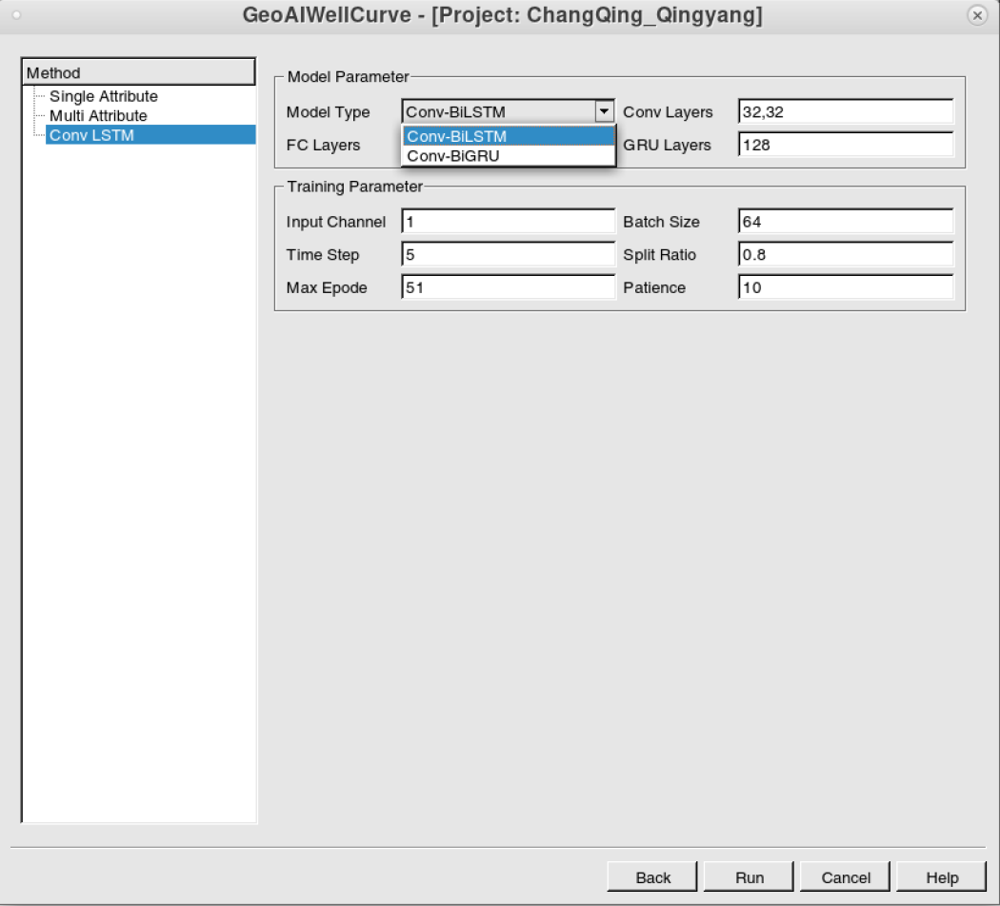 GeoAIWellCurve - [Project: ChangQing_Qingyang]
Method
Single Attribute
Multi Attribute
Conv LSTM
Model Parameter
Model Type Conv-BiLSTM Conv Layers 32,32
Conv-BiLSTM
FC Layers GRU Layers 128
Conv-BiGRU
Training Parameter
Input Channel 1 Batch Size 64
Time Step 5 Split Ratio 0.8
Max Epode 51 Patience 10
Back Run Cancel Help